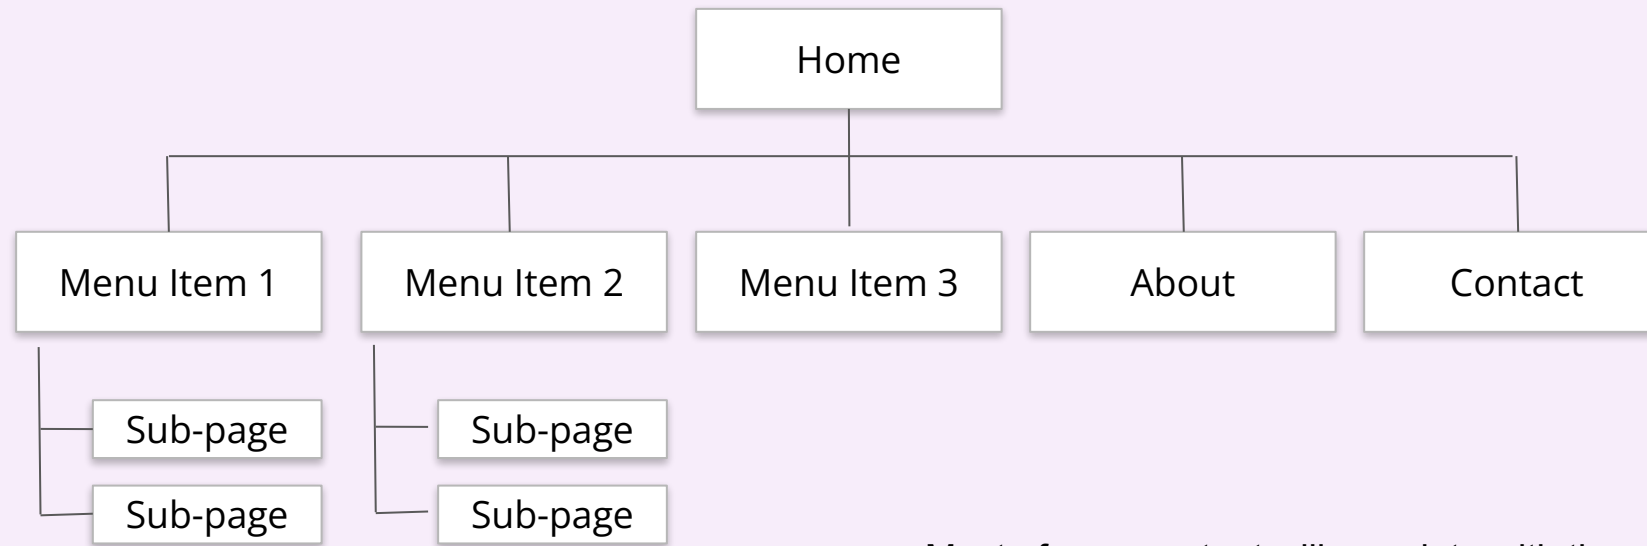 Home
Menu Item 1
Menu Item 2
Menu Item 3
About
Contact
Sub-page
Sub-page
Sub-page
Sub-page